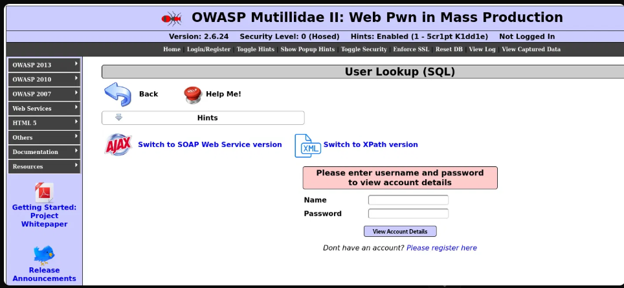 OWASP Mutillidae II: Web Pwn in Mass Production
Version: 2.6.24 Security Level: 0 (Hosed) Hints: Enabled (1 - 5cr1pt K1dd1e) Not Logged In
Home Login/Register Toggle Hints Show Popup Hints Toggle Security Enforce SSL Reset DB View Log View Captured Data
OWASP 2013
OWASP 2010
OWASP 2007
Web Services
HTML 5
Others
Documentation
Resources
Getting Started:
Project
Whitepaper
Release
Announcements
User Lookup (SQL)
Back Help Me!
Hints
AJAX Switch to SOAP Web Service version XML Switch to XPath version
Please enter username and password
to view account details
Name
Password
View Account Details
Dont have an account? Please register here